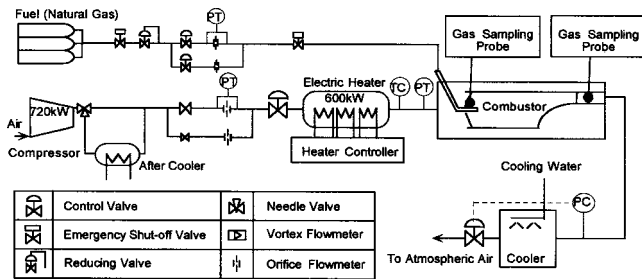 Fuel (Natural Gas)
PT
Gas Sampling
Probe
Gas Sampling
Probe
PT
Electric Heater
600kW
TC
PT
Combustor
720kW
Air
Compressor
After Cooler
Heater Controller
Cooling Water
PC
To Atmospheric Air
Cooler
Control Valve
Needle Valve
Emergency Shut-off Valve
Vortex Flowmeter
Reducing Valve
Orifice Flowmeter